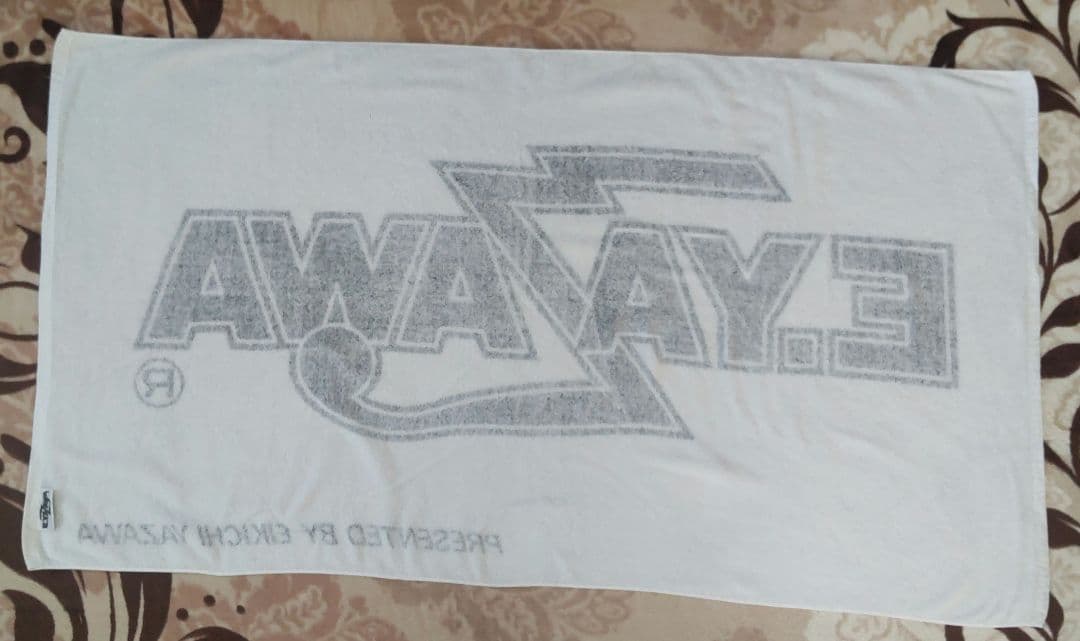 E.YAZAWA
®
PRESENTED BY EIKICHI YAZAWA